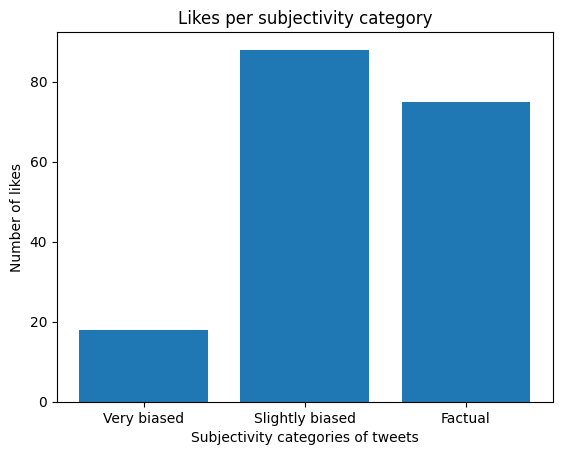 Likes per subjectivity category
Number of likes
80
60
40
20
0
Very biased
Slightly biased
Factual
Subjectivity categories of tweets